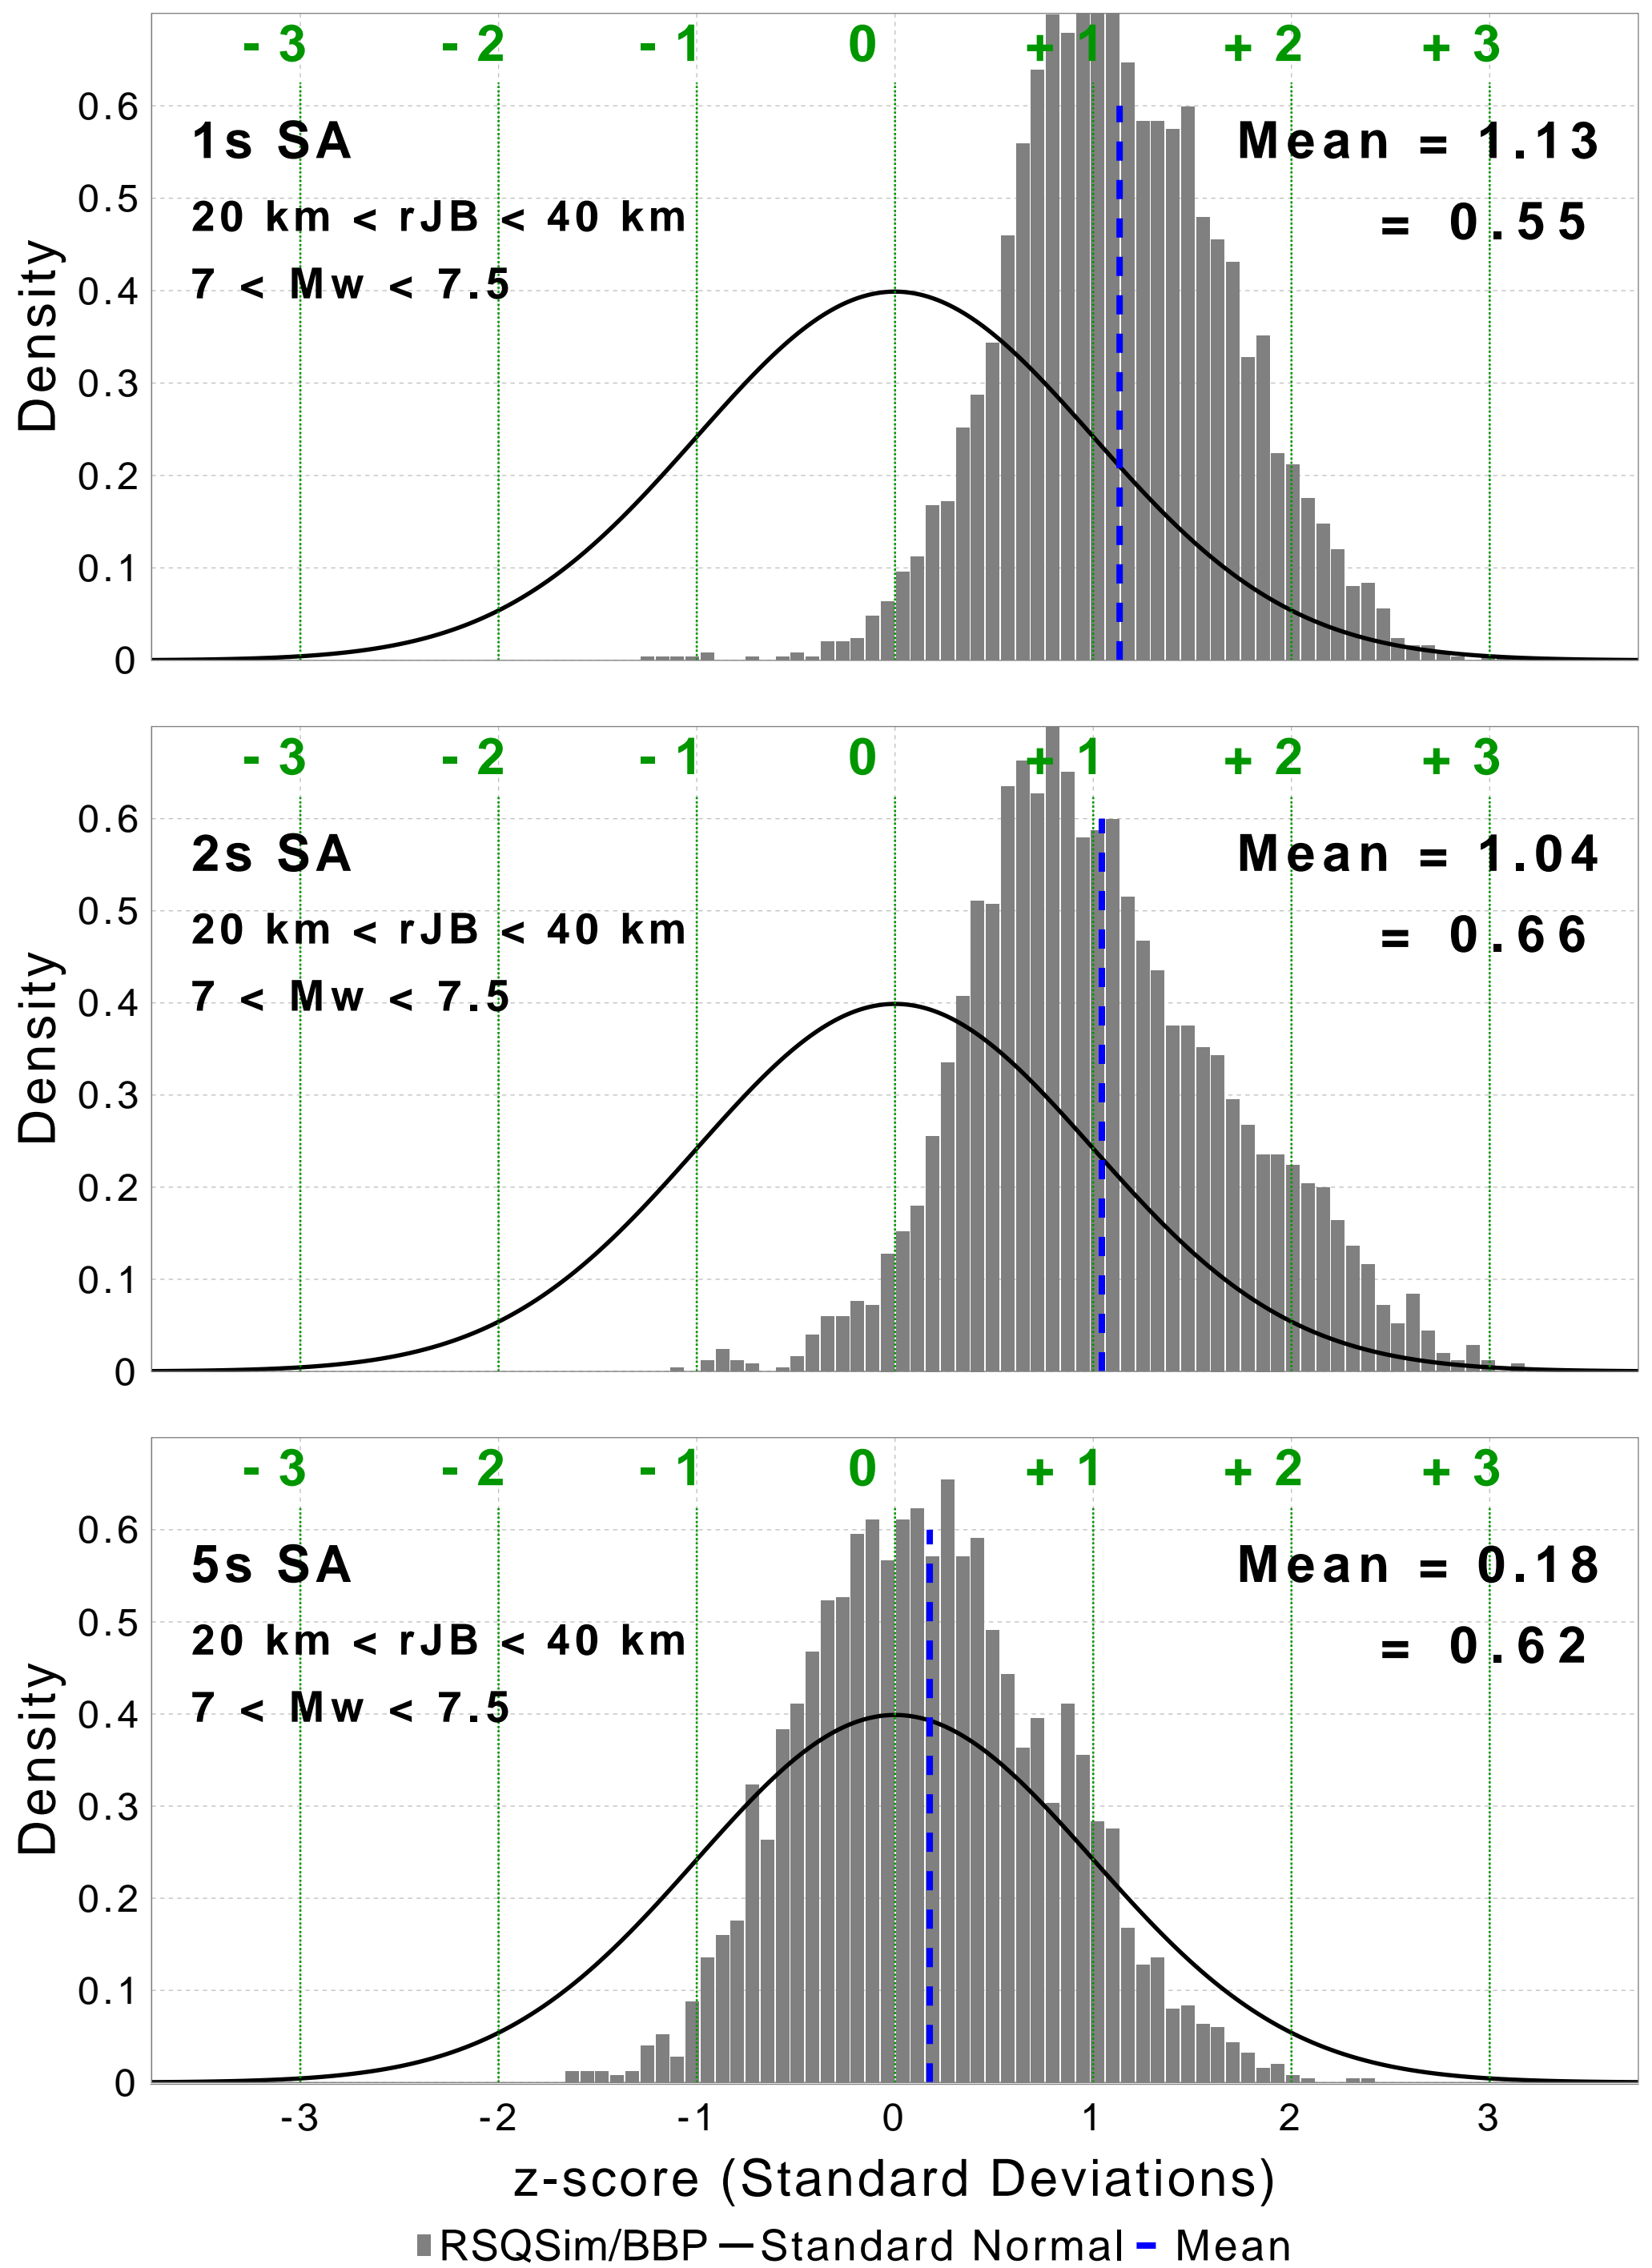 - 3 - 2 - 1 0 + 1 + 2 + 3
0.6
0.5
0.4
0.3
0.2
0.1
0
Density
1s SA
20 km < rJB < 40 km
7 < Mw < 7.5
Mean = 1.13
= 0.55
- 3 - 2 - 1 0 + 1 + 2 + 3
0.6
0.5
0.4
0.3
0.2
0.1
0
Density
2s SA
20 km < rJB < 40 km
7 < Mw < 7.5
Mean = 1.04
= 0.66
- 3 - 2 - 1 0 + 1 + 2 + 3
0.6
0.5
0.4
0.3
0.2
0.1
0
Density
5s SA
20 km < rJB < 40 km
7 < Mw < 7.5
Mean = 0.18
= 0.62
-3 -2 -1 0 1 2 3
z-score (Standard Deviations)
RSQSim/BBP Standard Normal Mean